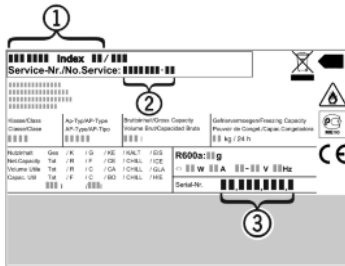 1
Index /
Service-Nr./No.Service: -
2
Klasse/Class Ap-Typ/AP-Type Bruttoinhalt/Gross Capacity Gefriervermoegen/Freezing Capacity
Classe/Clase AP-Type/AP-Tipo Volume Brut/Capacidad Bruta Pouvoir de Congel./Capac.Congeladora
kg / 24 h
Nutzinhalt Ges / K / G / KE / KALT / EIS
Net.Capacity Tot / R / F / CE / CHILL / ICE
Volume Utile Tot / R / C / CA / CHILL / GLA
Capac. Util Tot / F / C / BO / CHILL / HIE
R600a: g
W A - V Hz
Serial-Nr.
3
CE